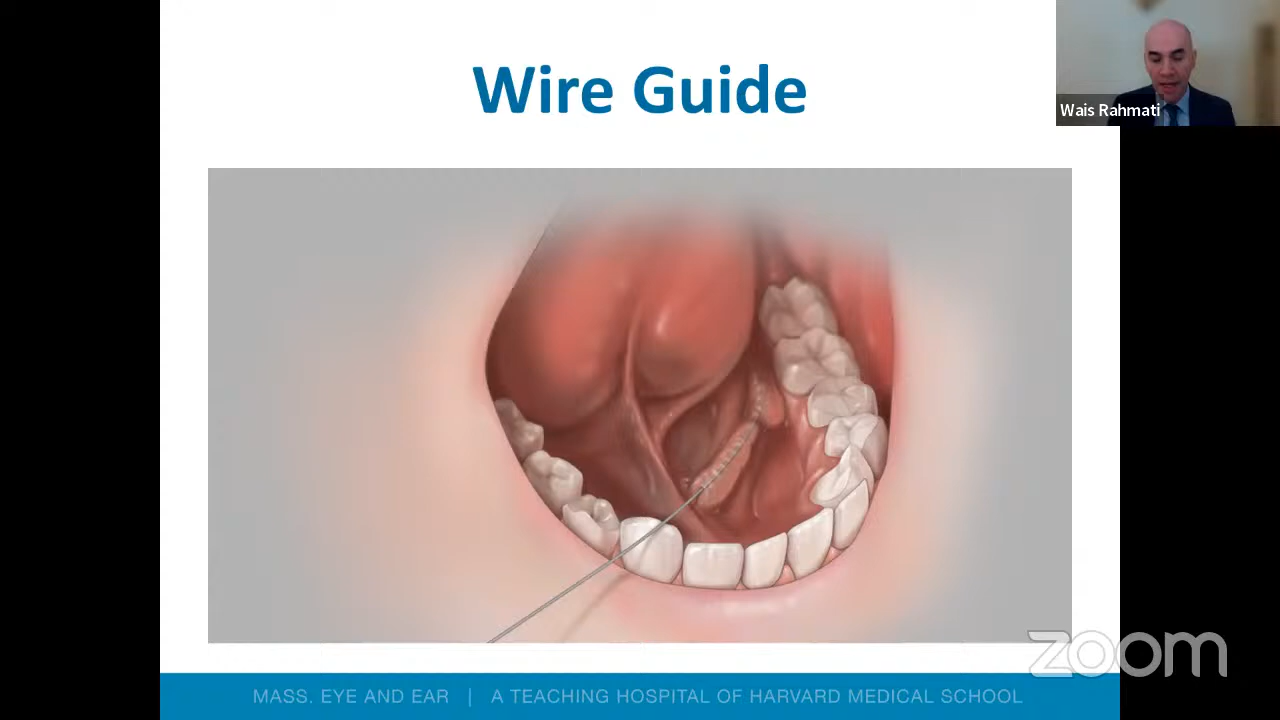 Wire Guide
Wais Rahmati
zoom
MASS. EYE AND EAR | A TEACHING HOSPITAL OF HARVARD MEDICAL SCHOOL